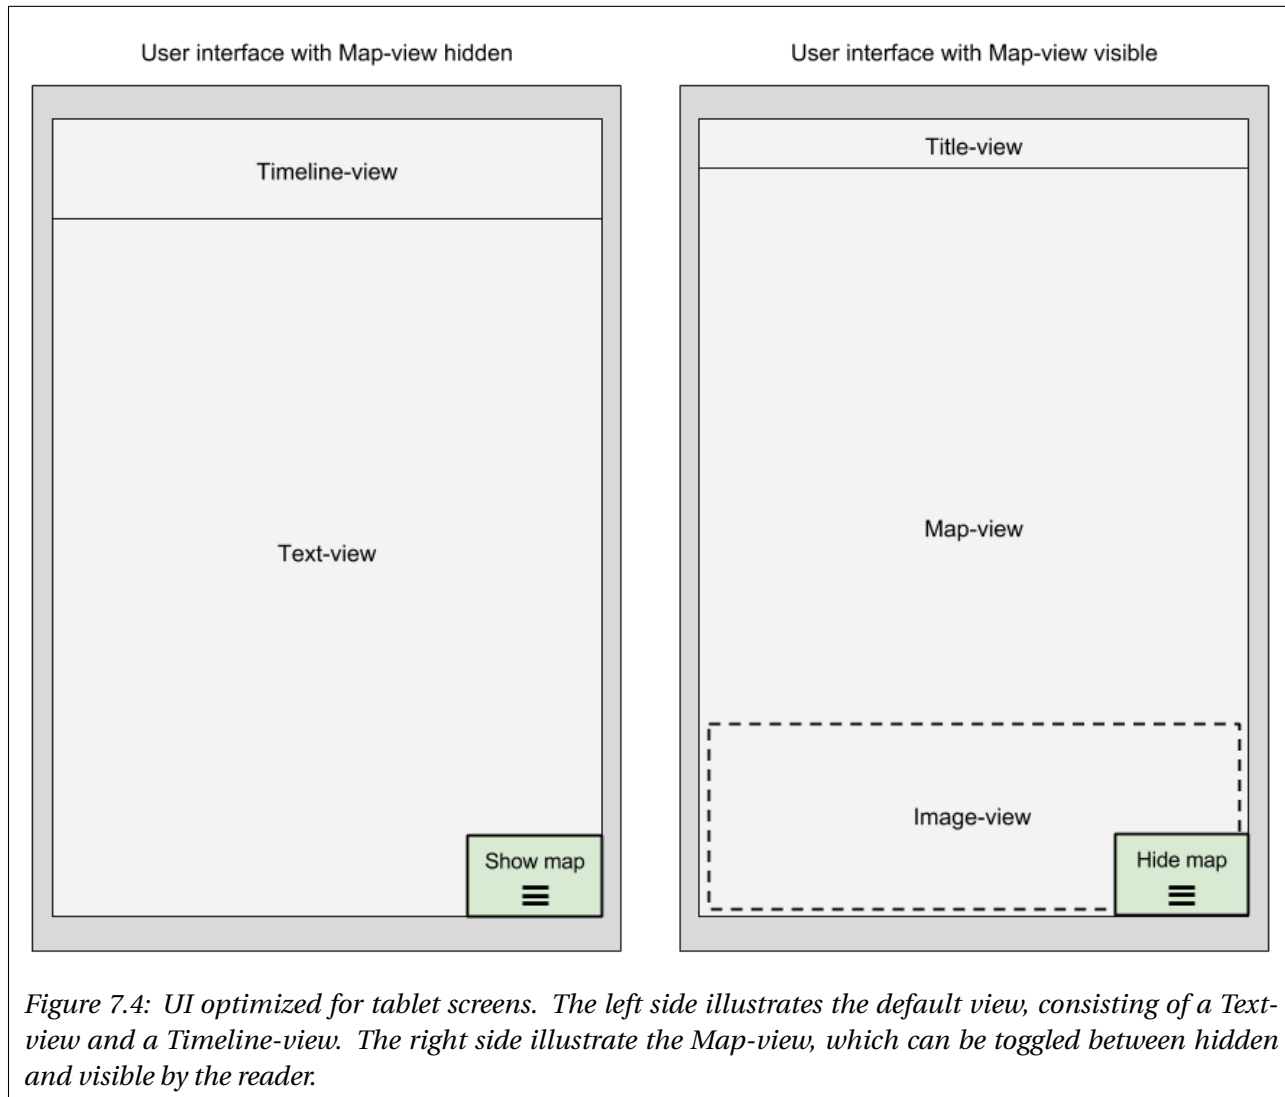 User interface with Map-view hidden
Timeline-view
Text-view
Show map
User interface with Map-view visible
Title-view
Map-view
Image-view
Hide map
Figure 7.4: UI optimized for tablet screens. The left side illustrates the default view, consisting of a Text-
view and a Timeline-view. The right side illustrate the Map-view, which can be toggled between hidden
and visible by the reader.